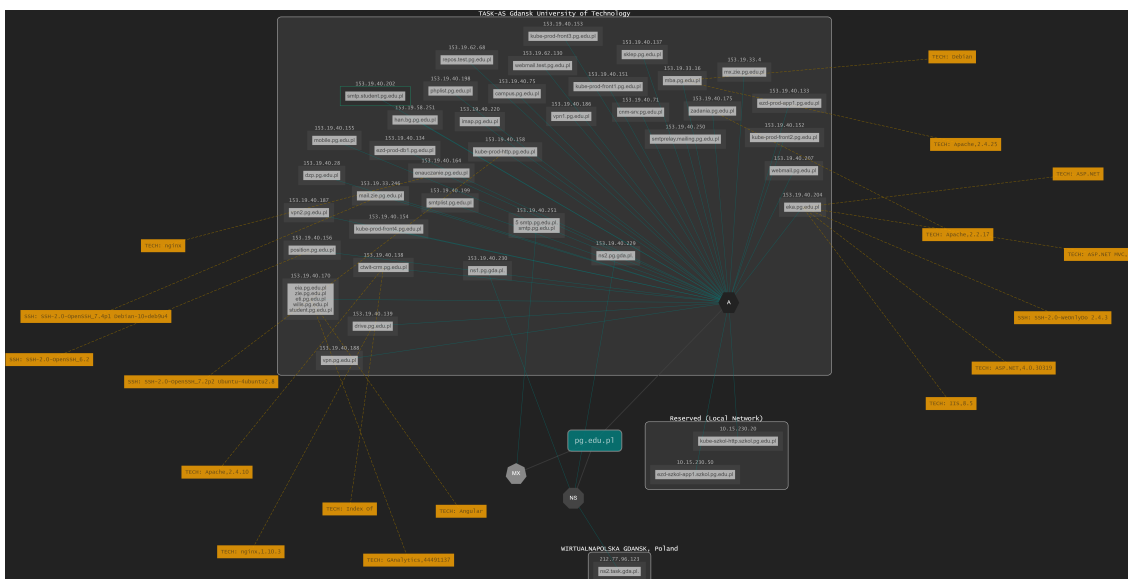 TASK-AS Gdansk University of Technology
153.19.40.153
kube-prod-front3.pg.edu.pl
153.19.40.137
ekiep.pg.edu.pl
153.19.62.68
repos.test.pg.edu.pl
153.19.62.130
webmail.test.pg.edu.pl
153.19.33.16
mba.pg.edu.pl
153.19.33.4
me.zie.pg.edu.pl
TECH: Debian
153.19.40.202
smtp.student.pg.edu.pl
153.19.40.198
phplist.pg.edu.pl
153.19.40.75
campus.pg.edu.pl
153.19.40.151
kube-prod-front1.pg.edu.pl
153.19.40.133
ezd-prod-app1.pg.edu.pl
153.19.58.251
han.bg.pg.edu.pl
153.19.40.220
imap.pg.edu.pl
153.19.40.186
vpn1.pg.edu.pl
153.19.40.71
cnm-srv.pg.edu.pl
153.19.40.175
zadania.pg.edu.pl
153.19.40.155
mobile.pg.edu.pl
153.19.40.134
ezd-prod-db1.pg.edu.pl
153.19.40.158
kube-prod-http.pg.edu.pl
153.19.40.250
smtprelay.mailing.pg.edu.pl
153.19.40.152
kube-prod-front2.pg.edu.pl
TECH: Apache,2.4.25
153.19.40.28
dzp.pg.edu.pl
153.19.40.164
enauczanie.pg.edu.pl
153.19.40.207
webmail.pg.edu.pl
TECH: ASP.NET
153.19.33.246
mail.zie.pg.edu.pl
153.19.40.199
smtplist.pg.edu.pl
153.19.40.204
eka.pg.edu.pl
153.19.40.187
vpn2.pg.edu.pl
153.19.40.154
kube-prod-front4.pg.edu.pl
153.19.40.251
5 smtp.pg.edu.pl
smtp.pg.edu.pl
TECH: Apache,2.2.17
TECH: nginx
153.19.40.156
position.pg.edu.pl
153.19.40.138
153.19.40.230
ns1.pg.gda.pl.
153.19.40.229
ns2.pg.gda.pl.
TECH: ASP.NET MVC,
153.19.40.170
eia.pg.edu.pl
zie.pg.edu.pl
eti.pg.edu.pl
wilis.pg.edu.pl
student.pg.edu.pl
A
SSH: SSH-2.0-OpenSSH_7.4p1 Debian-10+deb9u4
153.19.40.139
drive.pg.edu.pl
SSH: SSH-2.0-WeOnlyDo 2.4.3
153.19.40.188
vpn.pg.edu.pl
SSH: SSH-2.0-OpenSSH_6.2
TECH: ASP.NET,4.0.30319
SSH: SSH-2.0-OpenSSH_7.2p2 Ubuntu-4ubuntu2.8
TECH: IIS,8.5
Reserved (Local Network)
10.15.230.20
kube-ezkol-http.ezkol.pg.edu.pl
pg.edu.pl
10.15.230.50
ezd-ezkol-app1.ezkol.pg.edu.pl
TECH: Apache,2.4.10
MX
NS
TECH: Index of
TECH: Angular
TECH: nginx,1.10.3
WIRTUALNAPOLSKA GDANSK, Poland
TECH: GAnalytics,44491137
212.77.96.125
ns2.task.gda.pl.